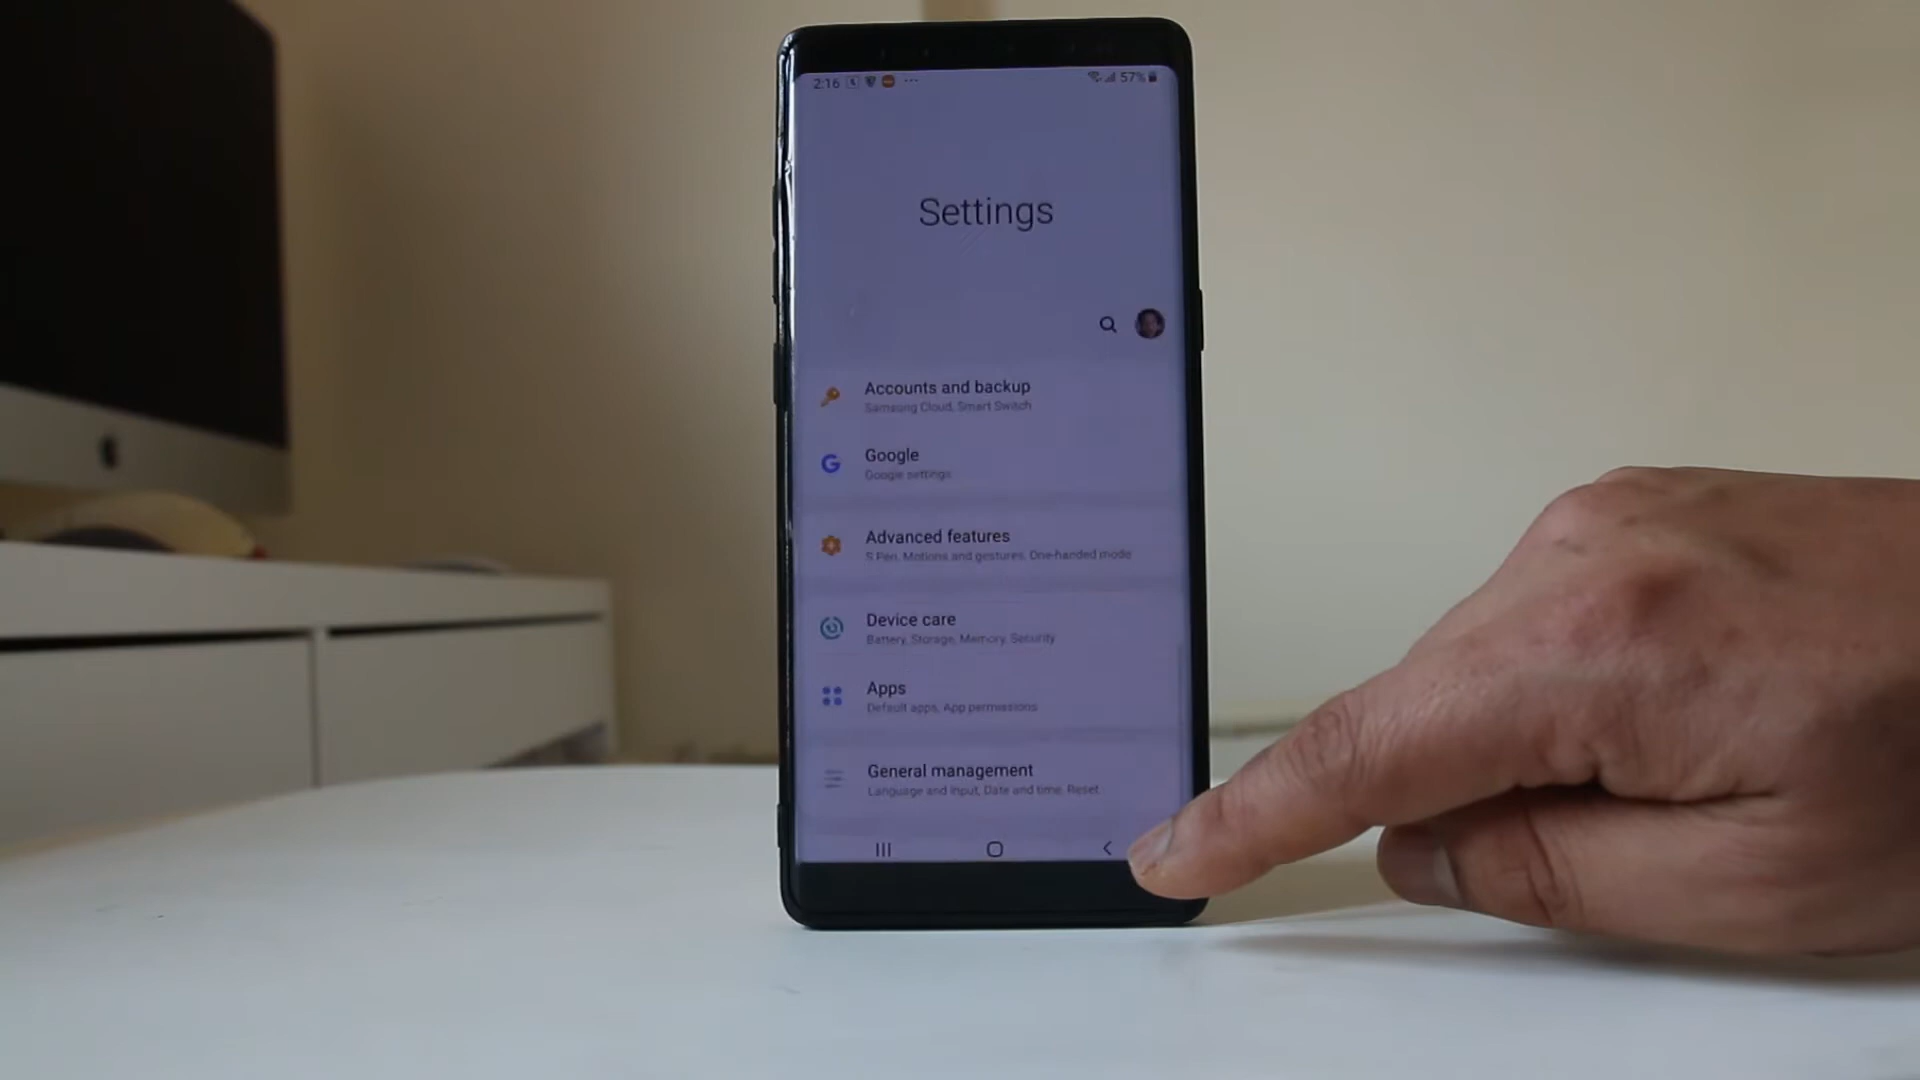 2:16
57%
Settings
Accounts and backup
Samsung Cloud, Smart Switch
Google
Google settings
Advanced features
S Pen, Motions and gestures, One-handed mode
Device care
Battery, Storage, Memory, Security
Apps
Default apps, App permissions
General management
Language and input, Date and time, Reset